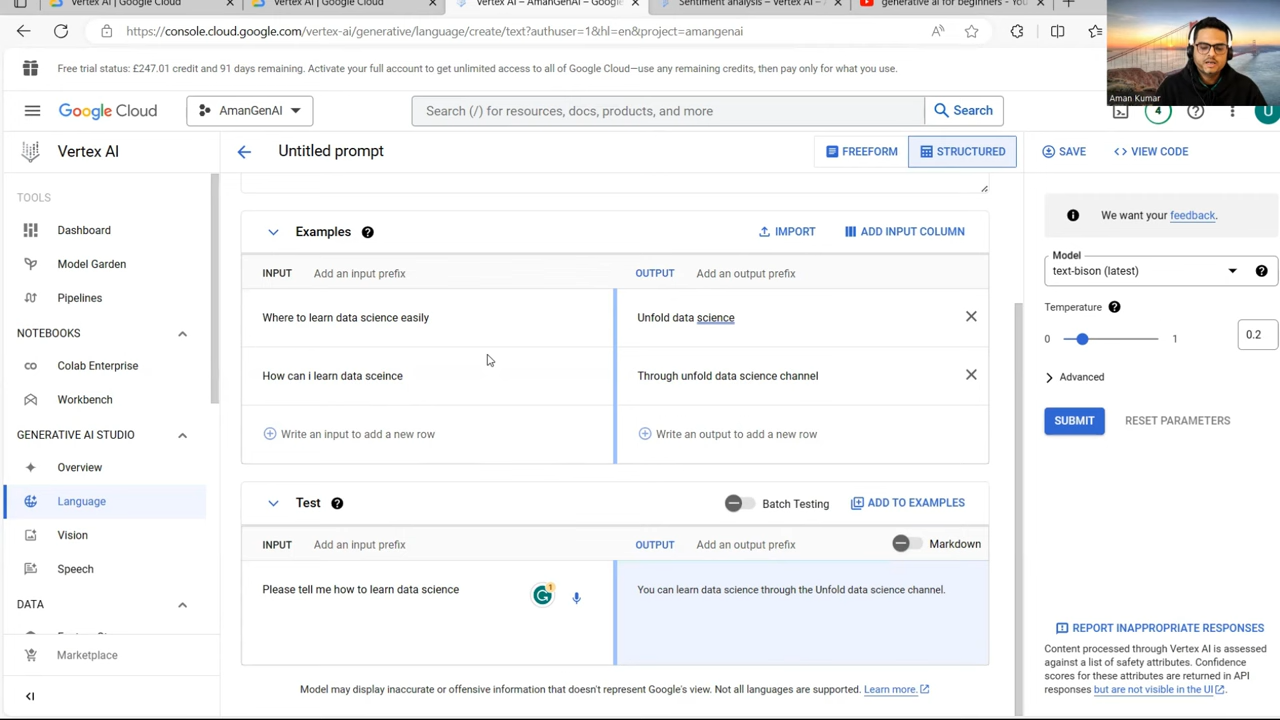 Vertex AI | Google Cloud
Vertex AI | Google Cloud
Vertex AI – AmanGenAI – Google
Sentiment analysis – Vertex AI –
generative ai for beginners - You
https://console.cloud.google.com/vertex-ai/generative/language/create/text?authuser=1&hl=en&project=amangenai
Free trial status: £247.01 credit and 91 days remaining. Activate your full account to get unlimited access to all of Google Cloud—use any remaining credits, then pay only for what you use.
Aman Kumar
Google Cloud
AmanGenAI
Search (/) for resources, docs, products, and more
Search
4
U
Vertex AI
Untitled prompt
FREEFORM
STRUCTURED
SAVE
<> VIEW CODE
TOOLS
Dashboard
Model Garden
Pipelines
NOTEBOOKS
Colab Enterprise
Workbench
GENERATIVE AI STUDIO
Overview
Language
Vision
Speech
DATA
Marketplace
Examples
IMPORT
ADD INPUT COLUMN
INPUT Add an input prefix
OUTPUT Add an output prefix
Where to learn data science easily
Unfold data science
How can i learn data sceince
Through unfold data science channel
Write an input to add a new row
Write an output to add a new row
Test
Batch Testing
ADD TO EXAMPLES
INPUT Add an input prefix
OUTPUT Add an output prefix
Markdown
Please tell me how to learn data science
1
You can learn data science through the Unfold data science channel.
Model may display inaccurate or offensive information that doesn't represent Google's view. Not all languages are supported. Learn more.
We want your feedback.
Model
text-bison (latest)
Temperature
0
1
0.2
Advanced
SUBMIT
RESET PARAMETERS
REPORT INAPPROPRIATE RESPONSES
Content processed through Vertex AI is assessed
against a list of safety attributes. Confidence
scores for these attributes are returned in API
responses but are not visible in the UI.